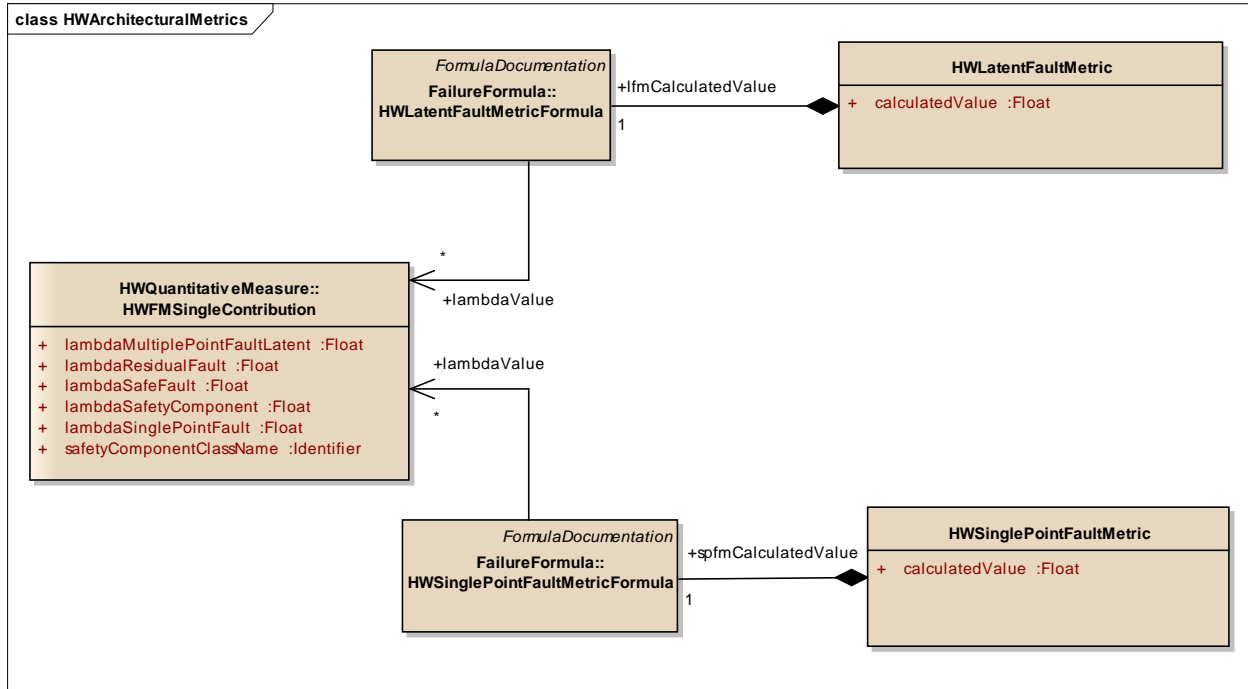 class HWArchitecturalMetrics
FormulaDocumentation
FailureFormula::
HWLatentFaultMetricFormula
+lfmCalculatedValue
1
HWLatentFaultMetric
+ calculatedValue :Float
*
+lambdaValue
HWQuantitativeMeasure::
HWFMSingleContribution
+ lambdaMultiplePointFaultLatent :Float
+ lambdaResidualFault :Float
+ lambdaSafeFault :Float
+ lambdaSafetyComponent :Float
+ lambdaSinglePointFault :Float
+ safetyComponentClassName :Identifier
+lambdaValue
*
FormulaDocumentation
FailureFormula::
HWSinglePointFaultMetricFormula
+spfmCalculatedValue
1
HWSinglePointFaultMetric
+ calculatedValue :Float